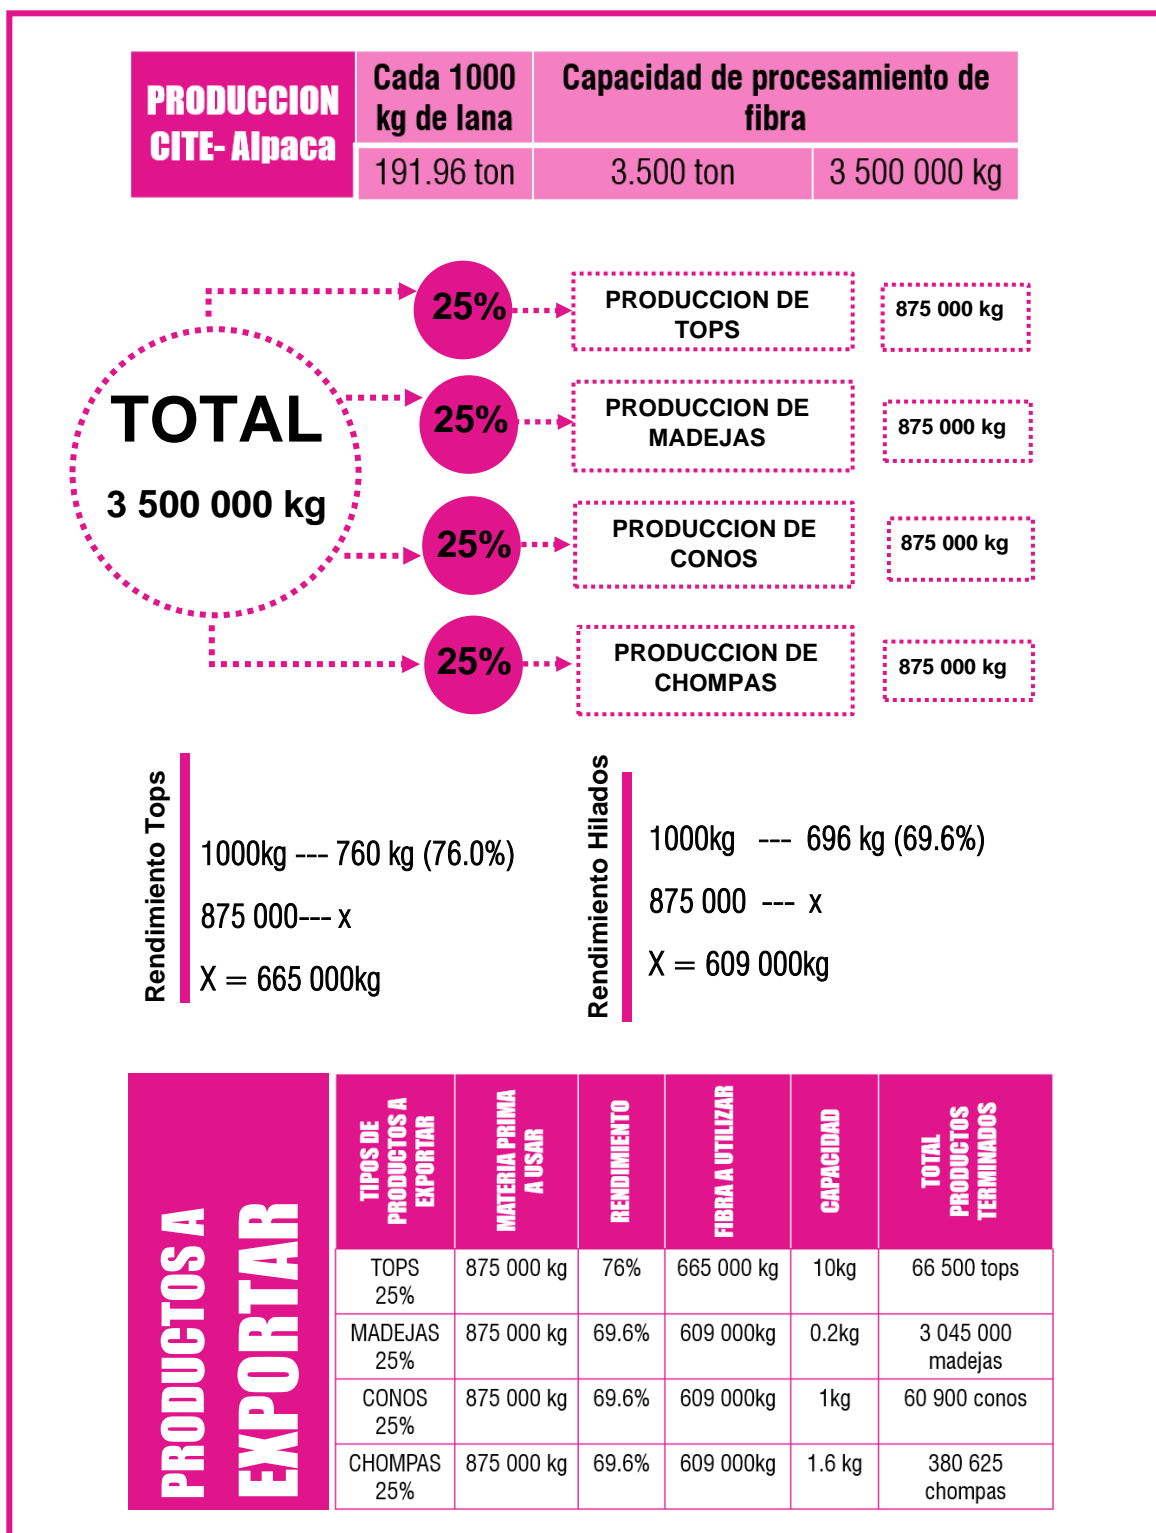 PRODUCCION
CITE- Alpaca
Cada 1000
kg de lana
Capacidad de procesamiento de
fibra
191.96 ton
3.500 ton
3 500 000 kg
TOTAL
3 500 000 kg
25%
PRODUCCION DE
TOPS
875 000 kg
25%
PRODUCCION DE
MADEJAS
875 000 kg
25%
PRODUCCION DE
CONOS
875 000 kg
25%
PRODUCCION DE
CHOMPAS
875 000 kg
Rendimiento Tops
1000kg --- 760 kg (76.0%)
875 000--- x
X = 665 000kg
Rendimiento Hilados
1000kg --- 696 kg (69.6%)
875 000 --- x
X = 609 000kg
PRODUCTOS A
EXPORTAR
TIPOS DE
PRODUCTOS A
EXPORTAR
MATERIA PRIMA
A USAR
RENDIMIENTO
FIBRA A UTILIZAR
CAPACIDAD
TOTAL
PRODUCTOS
TERMINADOS
TOPS
25%
875 000 kg
76%
665 000 kg
10kg
66 500 tops
MADEJAS
25%
875 000 kg
69.6%
609 000kg
0.2kg
3 045 000
madejas
CONOS
25%
875 000 kg
69.6%
609 000kg
1kg
60 900 conos
CHOMPAS
25%
875 000 kg
69.6%
609 000kg
1.6 kg
380 625
chompas